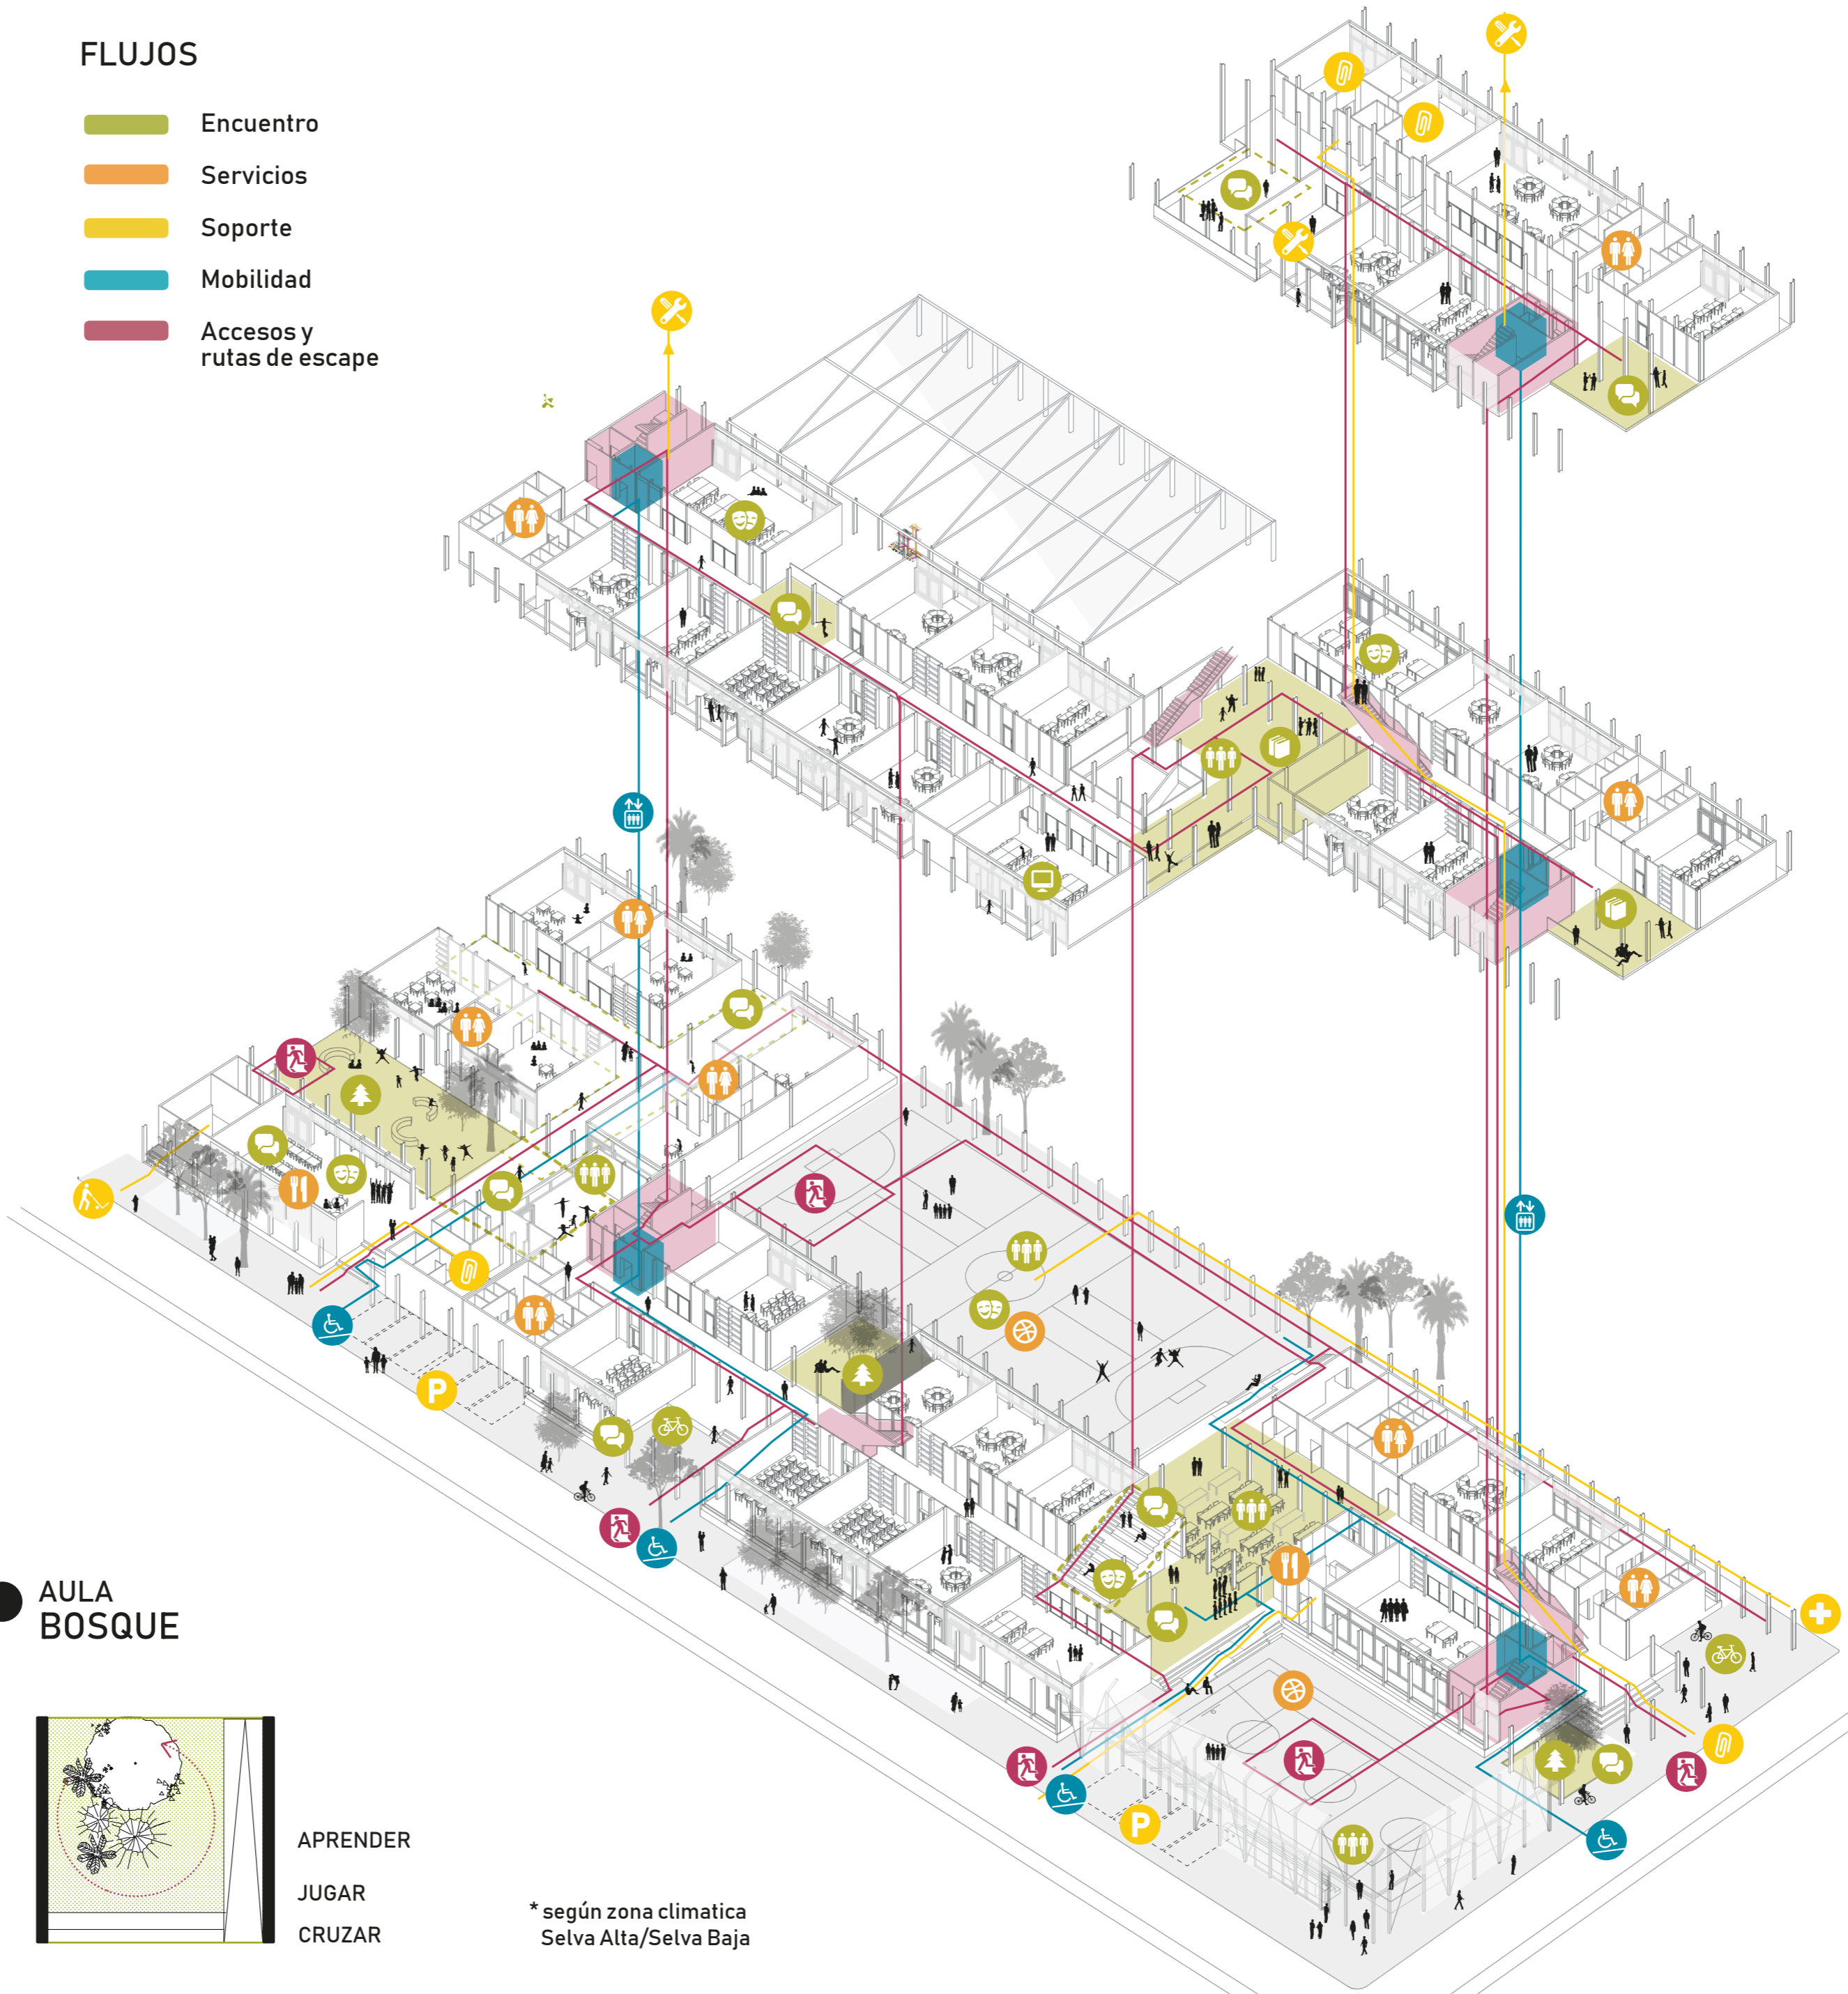 FLUJOS
Encuentro
Servicios
Soporte
Mobilidad
Accesos y
rutas de escape
P
P
AULA
BOSQUE
APRENDER
JUGAR
CRUZAR
* según zona climatica
Selva Alta/Selva Baja